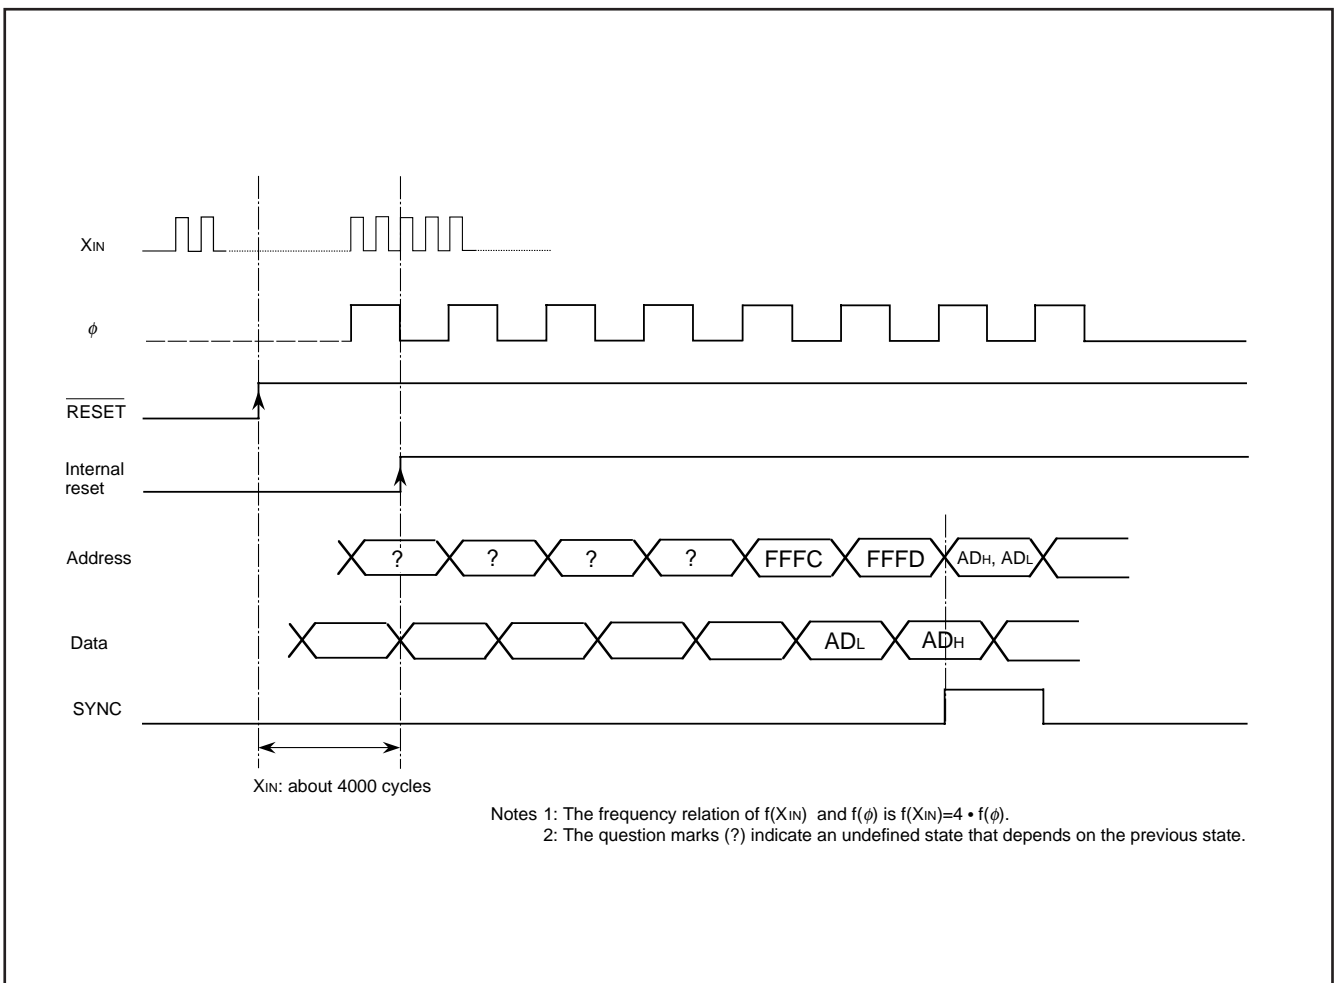 XIN
ϕ
RESET
Internal
reset
Address
? ? ? ? FFFC FFFD ADH, ADL
Data
ADL ADH
SYNC
XIN: about 4000 cycles
Notes 1: The frequency relation of f(XIN) and f(ϕ) is f(XIN)=4 • f(ϕ).
2: The question marks (?) indicate an undefined state that depends on the previous state.